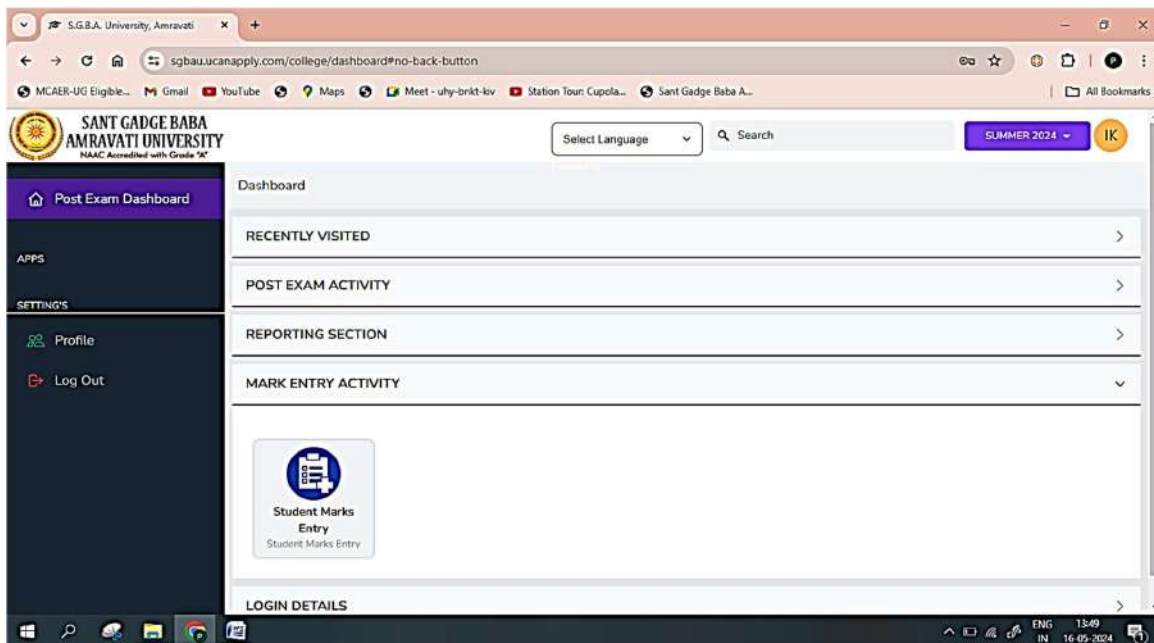 S.G.B.A. University, Amravati
sgbau.ucanapply.com/college/dashboard#no-back-button
MCAER-UG Eligible... Gmail YouTube Maps Meet - uhy-bnkt-kiv Station Tour: Cupola... Sant Gadge Baba A... All Bookmarks
SANT GADGE BABA
AMRAVATI UNIVERSITY
NAAC Accredited with Grade "A"
Select Language
Search
SUMMER 2024
IK
Post Exam Dashboard
APPS
SETTING'S
Profile
Log Out
Dashboard
RECENTLY VISITED
POST EXAM ACTIVITY
REPORTING SECTION
MARK ENTRY ACTIVITY
Student Marks
Entry
Student Marks Entry
LOGIN DETAILS
ENG
IN
13:49
16-05-2024